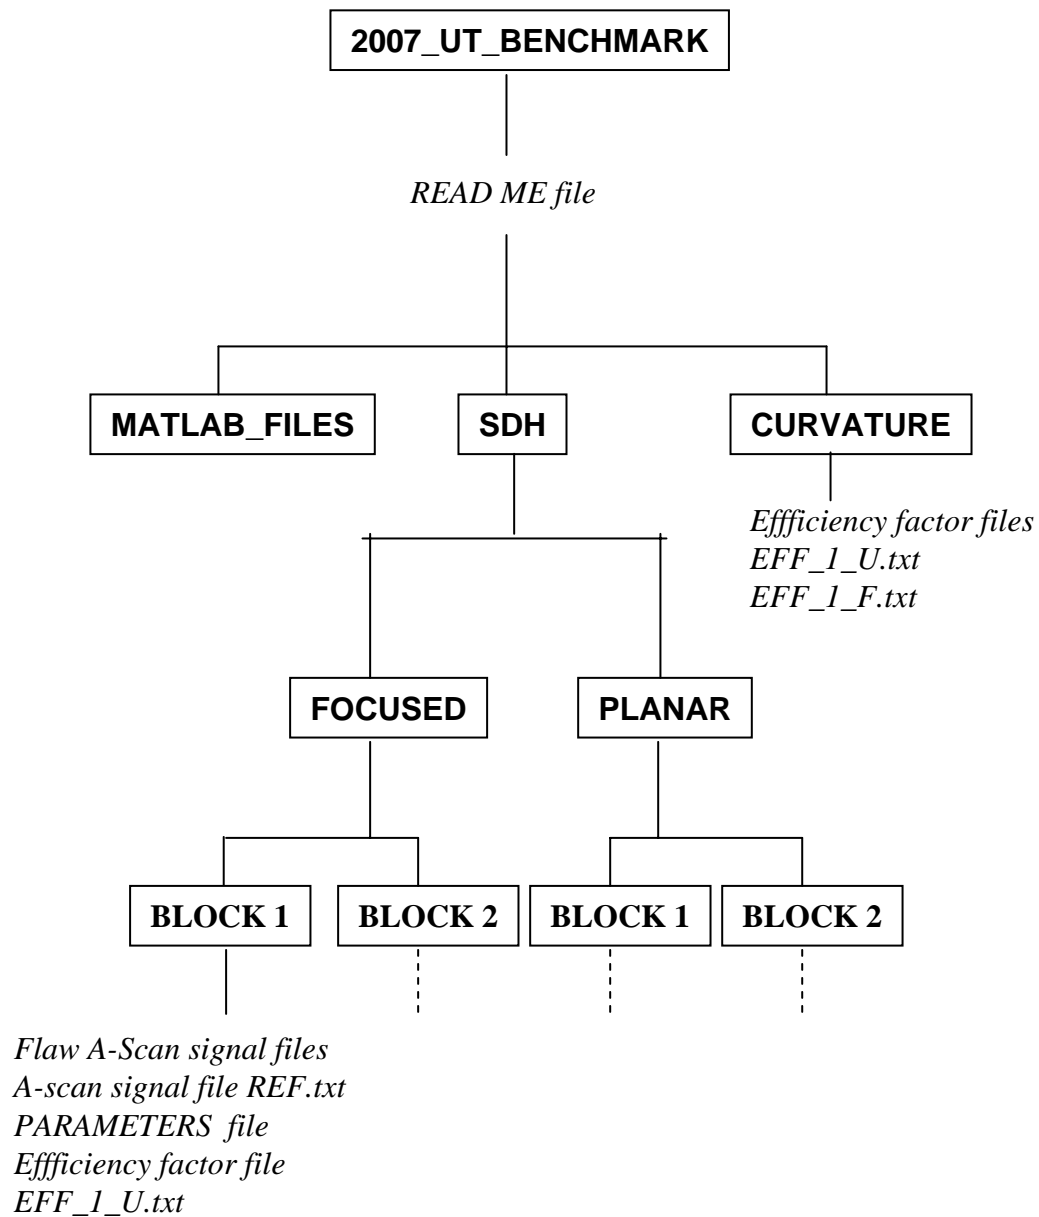 2007_UT_BENCHMARK
READ ME file
MATLAB_FILES
SDH
CURVATURE
Effficiency factor files
EFF_1_U.txt
EFF_1_F.txt
FOCUSED
PLANAR
BLOCK 1
BLOCK 2
BLOCK 1
BLOCK 2
Flaw A-Scan signal files
A-scan signal file REF.txt
PARAMETERS file
Effficiency factor file
EFF_1_U.txt